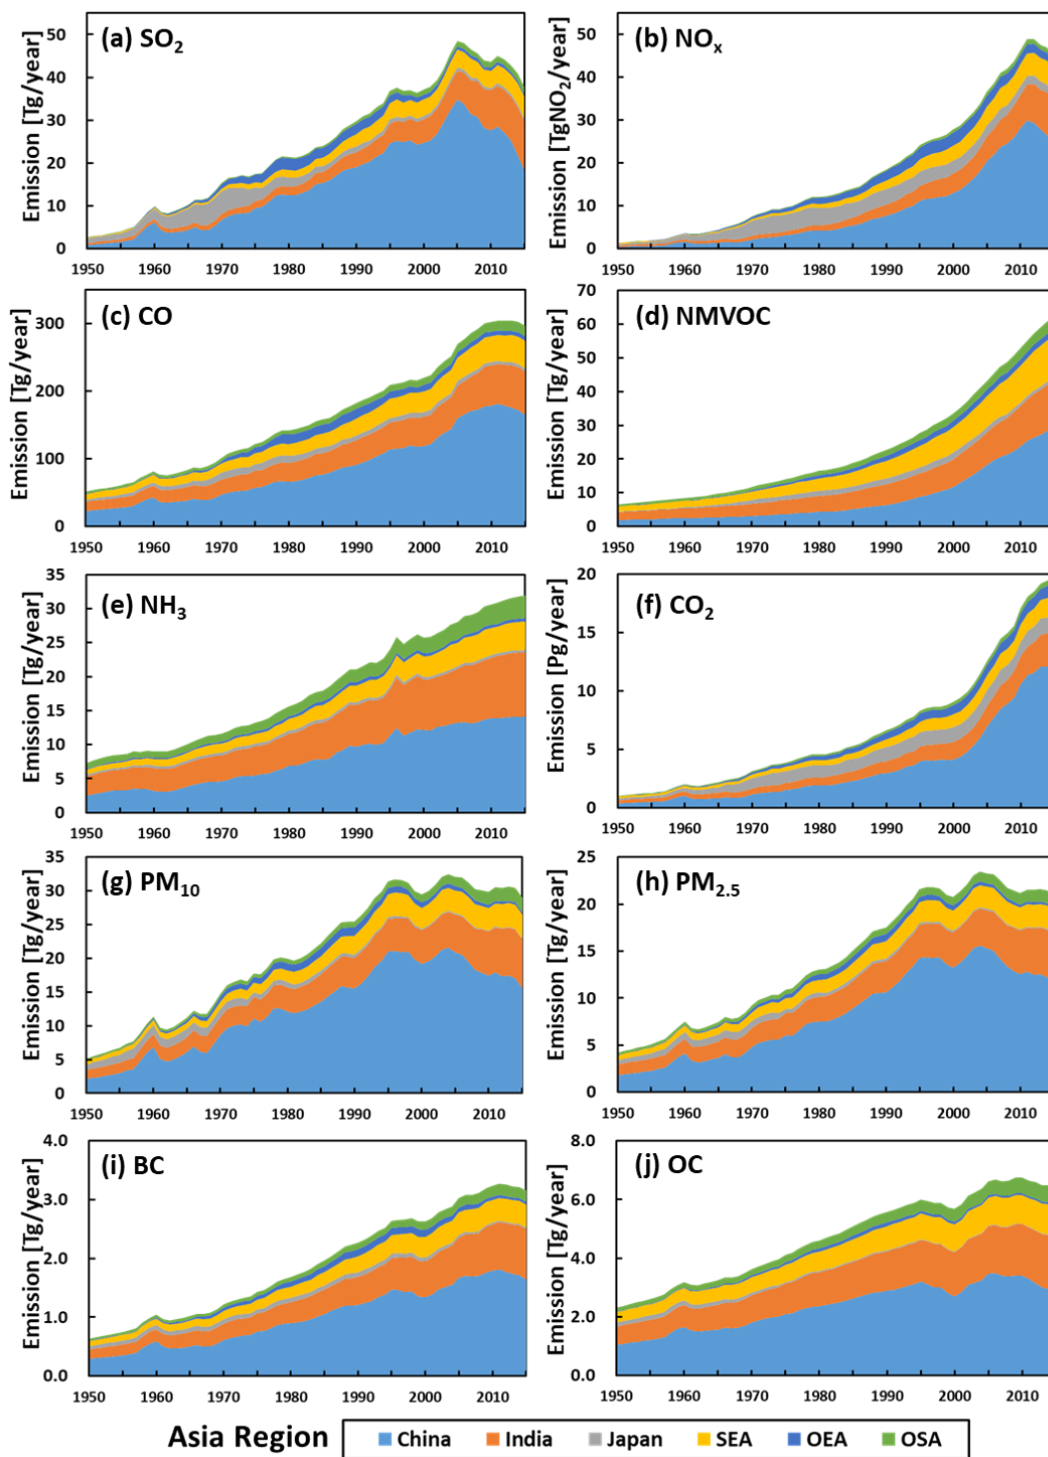 (a) SO2
Emission [Tg/year]
50
40
30
20
10
0
1950 1960 1970 1980 1990 2000 2010
(b) NOx
Emission [TgNO2/year]
50
40
30
20
10
0
1950 1960 1970 1980 1990 2000 2010
(c) CO
Emission [Tg/year]
300
200
100
0
1950 1960 1970 1980 1990 2000 2010
(d) NMVOC
Emission [Tg/year]
70
60
50
40
30
20
10
0
1950 1960 1970 1980 1990 2000 2010
(e) NH3
Emission [Tg/year]
35
30
25
20
15
10
5
0
1950 1960 1970 1980 1990 2000 2010
(f) CO2
Emission [Pg/year]
20
15
10
5
0
1950 1960 1970 1980 1990 2000 2010
(g) PM10
Emission [Tg/year]
35
30
25
20
15
10
5
0
1950 1960 1970 1980 1990 2000 2010
(h) PM2.5
Emission [Tg/year]
25
20
15
10
5
0
1950 1960 1970 1980 1990 2000 2010
(i) BC
Emission [Tg/year]
4.0
3.0
2.0
1.0
0.0
1950 1960 1970 1980 1990 2000 2010
(j) OC
Emission [Tg/year]
8.0
6.0
4.0
2.0
0.0
1950 1960 1970 1980 1990 2000 2010
Asia Region China India Japan SEA OEA OSA